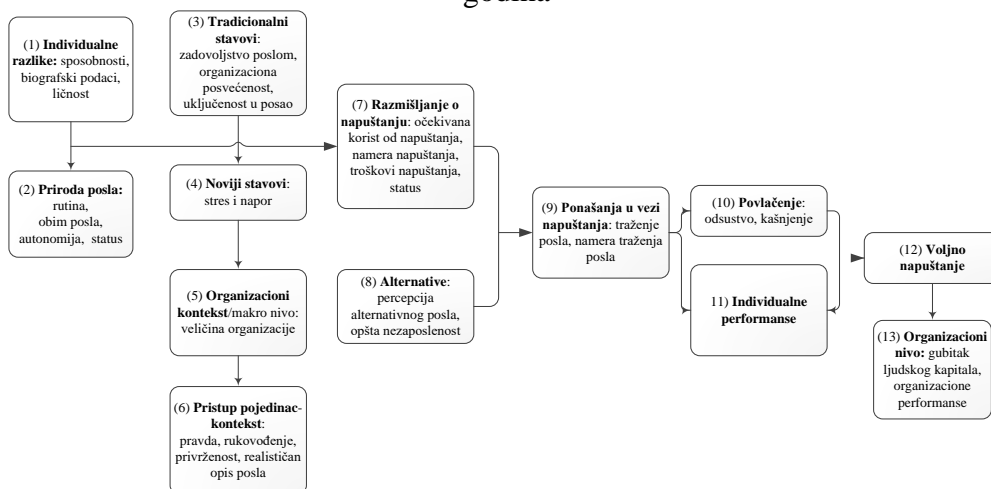 godina
(1) Individualne
razlike: sposobnosti,
biografski podaci,
ličnost
(2) Priroda posla:
rutina,
obim posla,
autonomija, status
(3) Tradicionalni
stavovi:
zadovoljstvo poslom,
organizaciona
posvećenost,
uključenost u posao
(4) Noviji stavovi:
stres i napor
(5) Organizacioni
kontekst/makro nivo:
veličina organizacije
(6) Pristup pojedinac-
kontekst:
pravda, rukovođenje,
privrženost, realističan
opis posla
(7) Razmišljanje o
napuštanju: očekivana
korist od napuštanja,
namera napuštanja,
troškovi napuštanja,
status
(8) Alternative:
percepcija
alternativnog posla,
opšta nezaposlenost
(9) Ponašanja u vezi
napuštanja: traženje
posla, namera traženja
posla
(10) Povlačenje:
odsustvo, kašnjenje
11) Individualne
performanse
(12) Voljno
napuštanje
(13) Organizacioni
nivo: gubitak
ljudskog kapitala,
organizacione
performanse